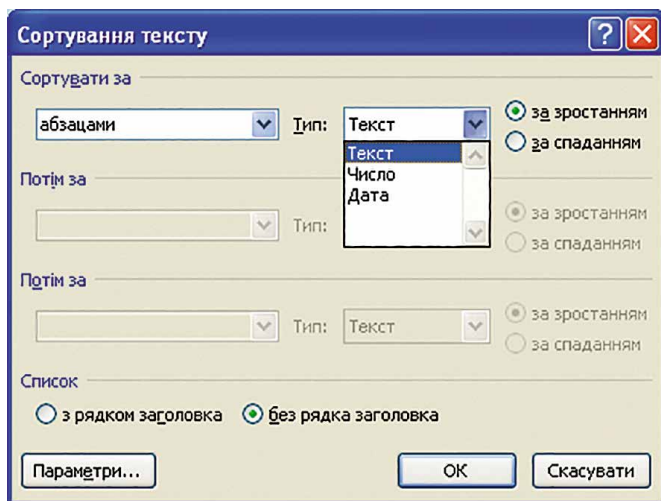 Сортування тексту
Сортувати за
абзацами Тип: Текст за зростанням
за спаданням
Текст
Число
Дата
Потім за
Тип: за зростанням
за спаданням
Потім за
Тип: Текст за зростанням
за спаданням
Список
з рядком заголовка без рядка заголовка
Параметри... ОК Скасувати